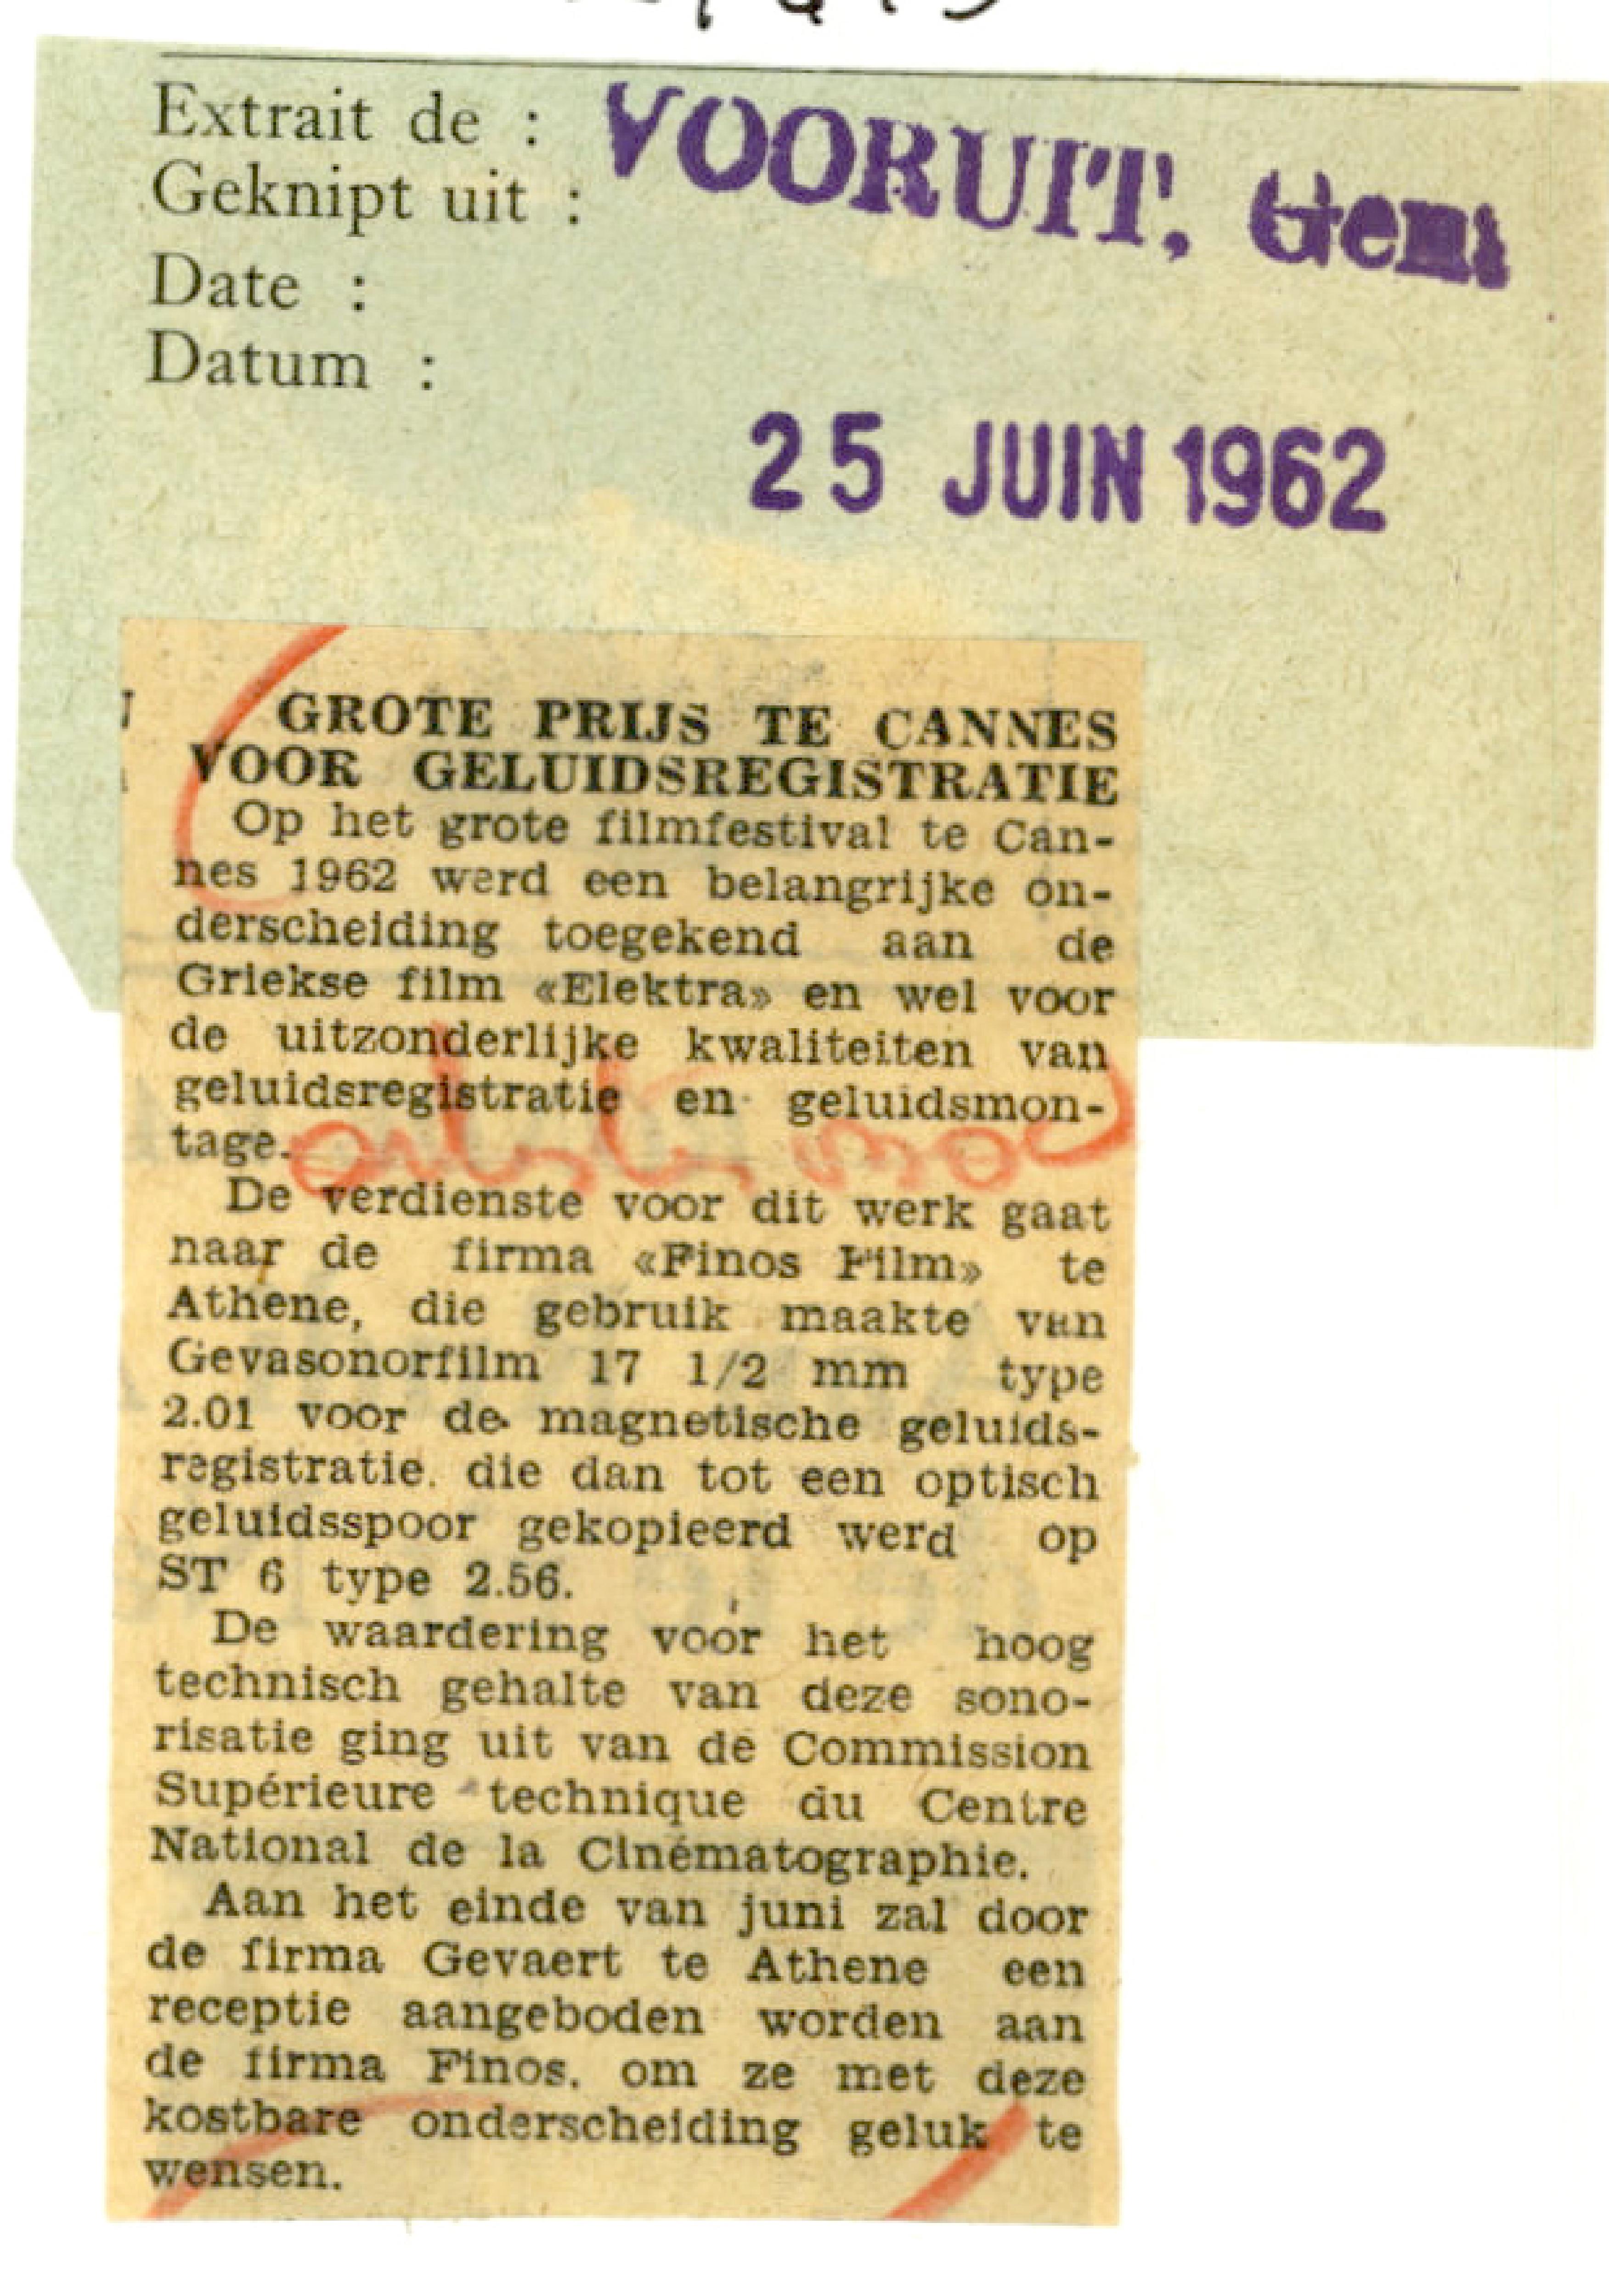 Extrait de : VOORUIT, Gent
Geknipt uit :
Date :
Datum :
25 JUIN 1962
GROTE PRIJS TE CANNES
VOOR GELUIDSREGISTRATIE
Op het grote filmfestival te Can-
nes 1962 werd een belangrijke on-
derscheiding toegekend aan de
Griekse film «Elektra» en wel voor
de uitzonderlijke kwaliteiten van
geluidsregistratie en geluidsmon-
tage.
De verdienste voor dit werk gaat
naar de firma «Finos Film» te
Athene, die gebruik maakte van
Gevasonorfilm 17 1/2 mm type
2.01 voor de magnetische geluids-
registratie. die dan tot een optisch
geluidsspoor gekopieerd werd op
ST 6 type 2.56.
De waardering voor het hoog
technisch gehalte van deze sono-
risatie ging uit van de Commission
Supérieure technique du Centre
National de la Cinématographie.
Aan het einde van juni zal door
de firma Gevaert te Athene een
receptie aangeboden worden aan
de firma Finos. om ze met deze
kostbare onderscheiding geluk te
wensen.